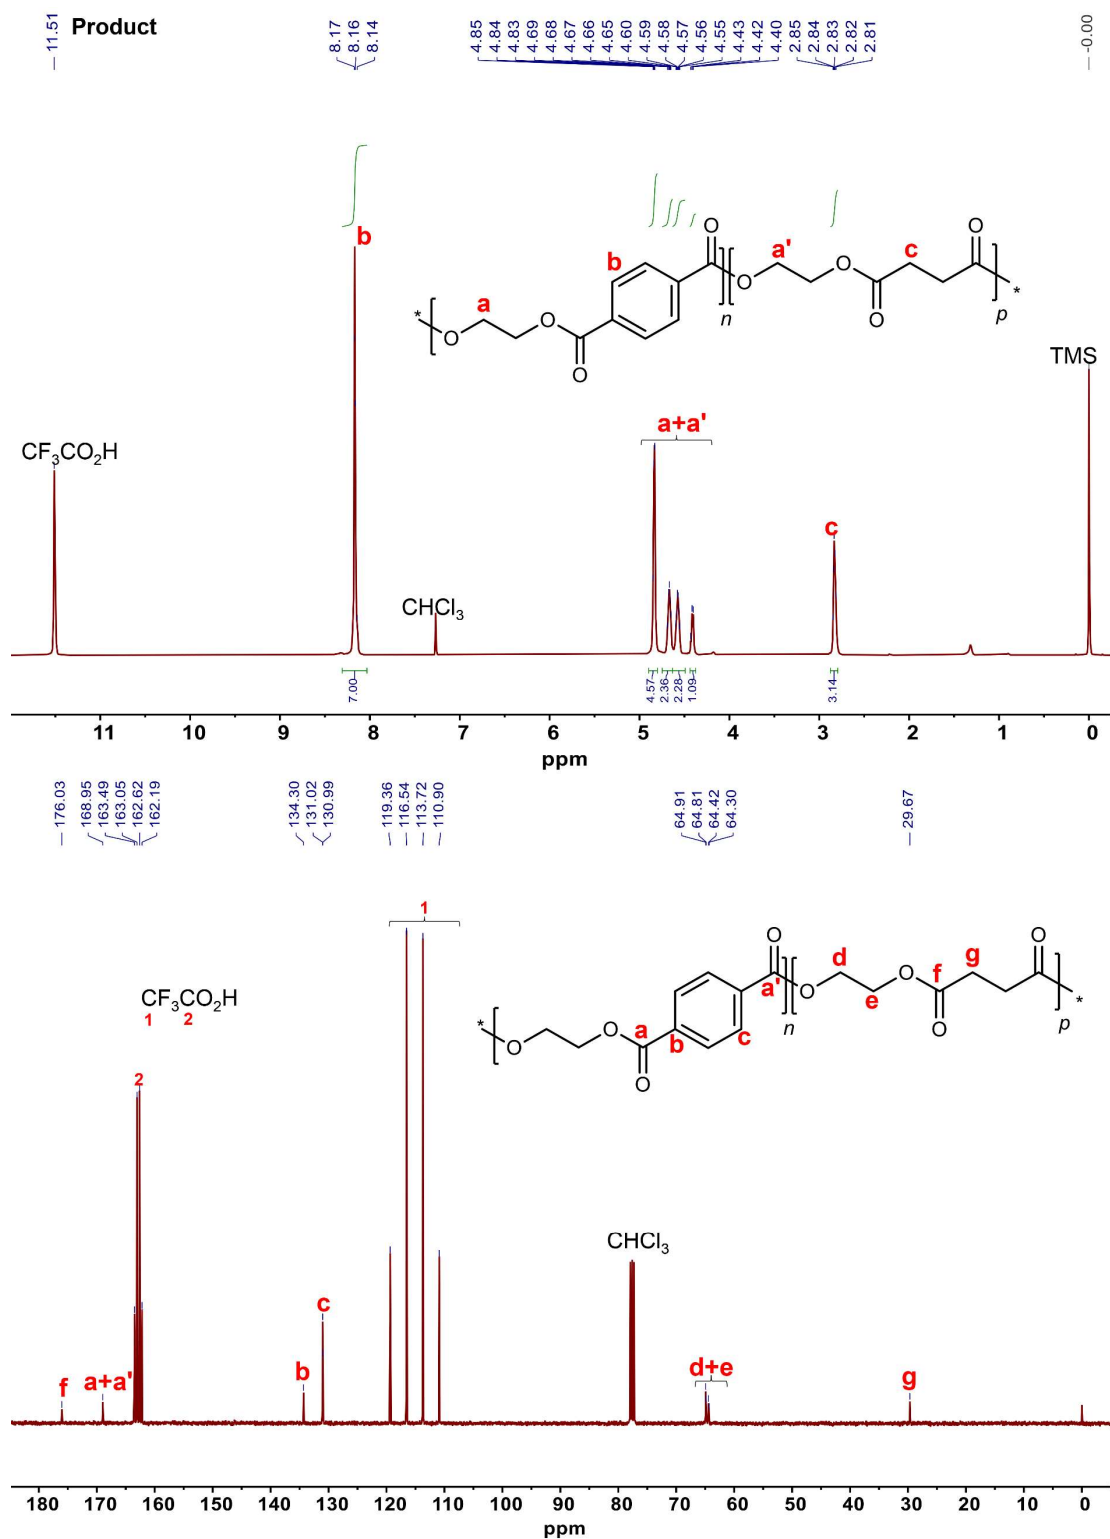 Product
11.51
8.17
8.16
8.14
4.85
4.84
4.83
4.69
4.68
4.67
4.66
4.65
4.60
4.59
4.58
4.57
4.56
4.55
4.43
4.42
4.40
2.85
2.84
2.83
2.82
2.81
-0.00
b
O
O
a'
O
c
O
b
a
O
O
n
O
p
*
*
O
O
O
TMS
a+a'
CF3CO2H
c
CHCl3
7.00
4.57
2.36
2.28
1.09
3.14
11 10 9 8 7 6 5 4 3 2 1 0
ppm
176.03
168.95
163.49
163.05
162.62
162.19
134.30
131.02
130.99
119.36
116.54
113.72
110.90
64.91
64.81
64.42
64.30
29.67
1
O
d
O
f
g
O
CF3CO2H
1 2
a'
O
e
*
O
O
a
b
c
n
O
p
*
O
2
CHCl3
c
b
d+e
g
f
a+a'
180 170 160 150 140 130 120 110 100 90 80 70 60 50 40 30 20 10 0
ppm